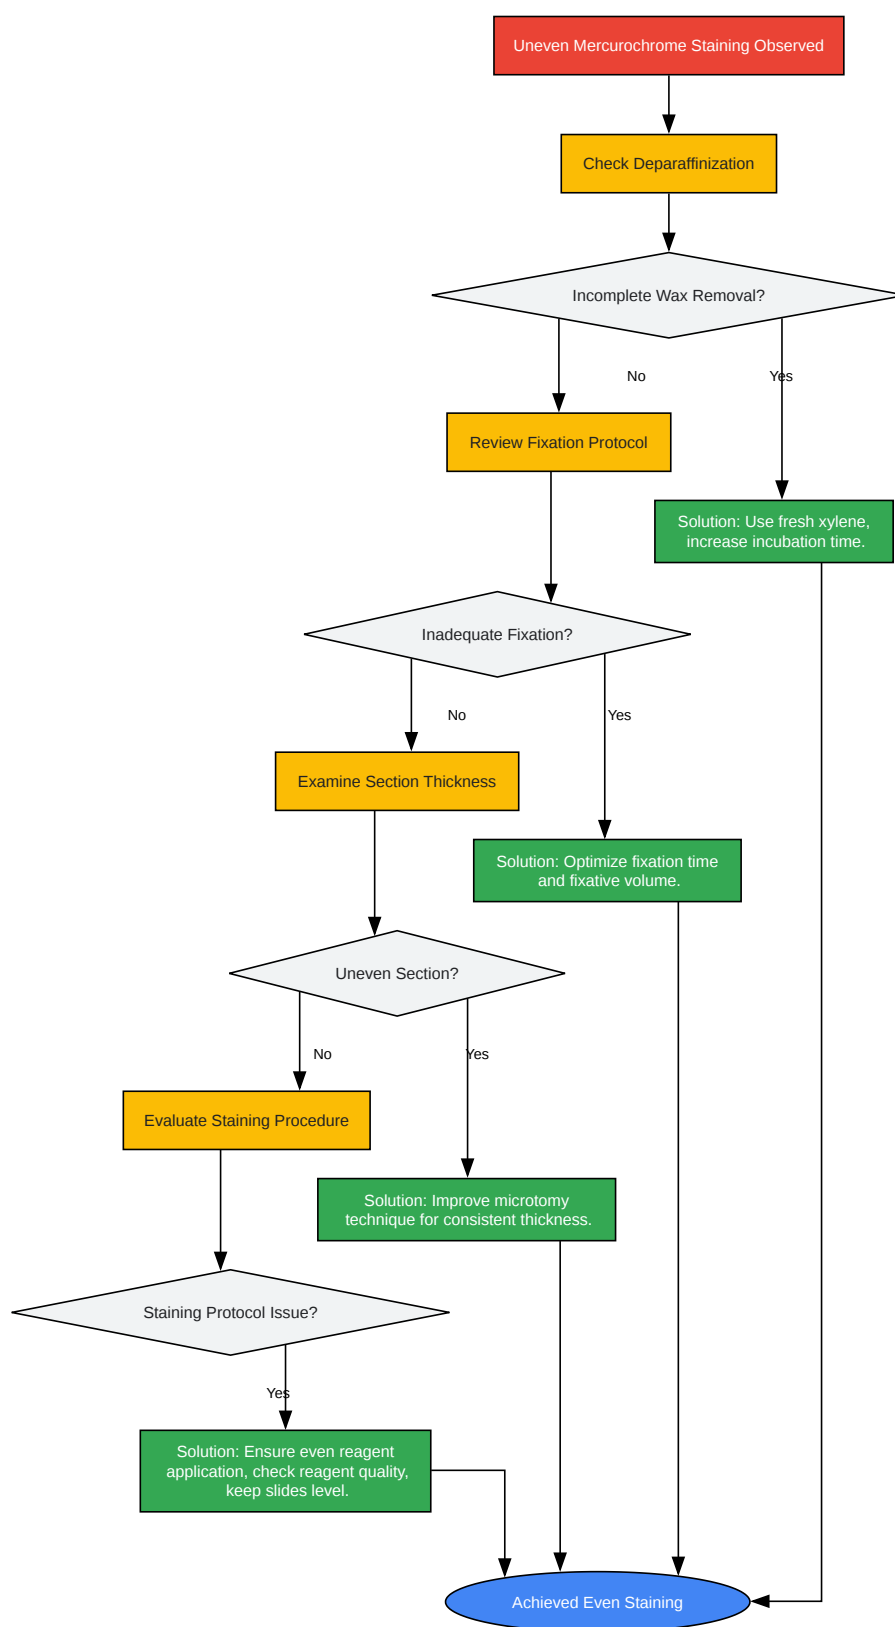 Uneven Mercurochrome Staining Observed
Check Deparaffinization
Incomplete Wax Removal?
No
Yes
Review Fixation Protocol
Solution: Use fresh xylene,
increase incubation time.
Inadequate Fixation?
No
Yes
Examine Section Thickness
Solution: Optimize fixation time
and fixative volume.
Uneven Section?
No
Yes
Evaluate Staining Procedure
Solution: Improve microtomy
technique for consistent thickness.
Staining Protocol Issue?
Yes
Solution: Ensure even reagent
application, check reagent quality,
keep slides level.
Achieved Even Staining